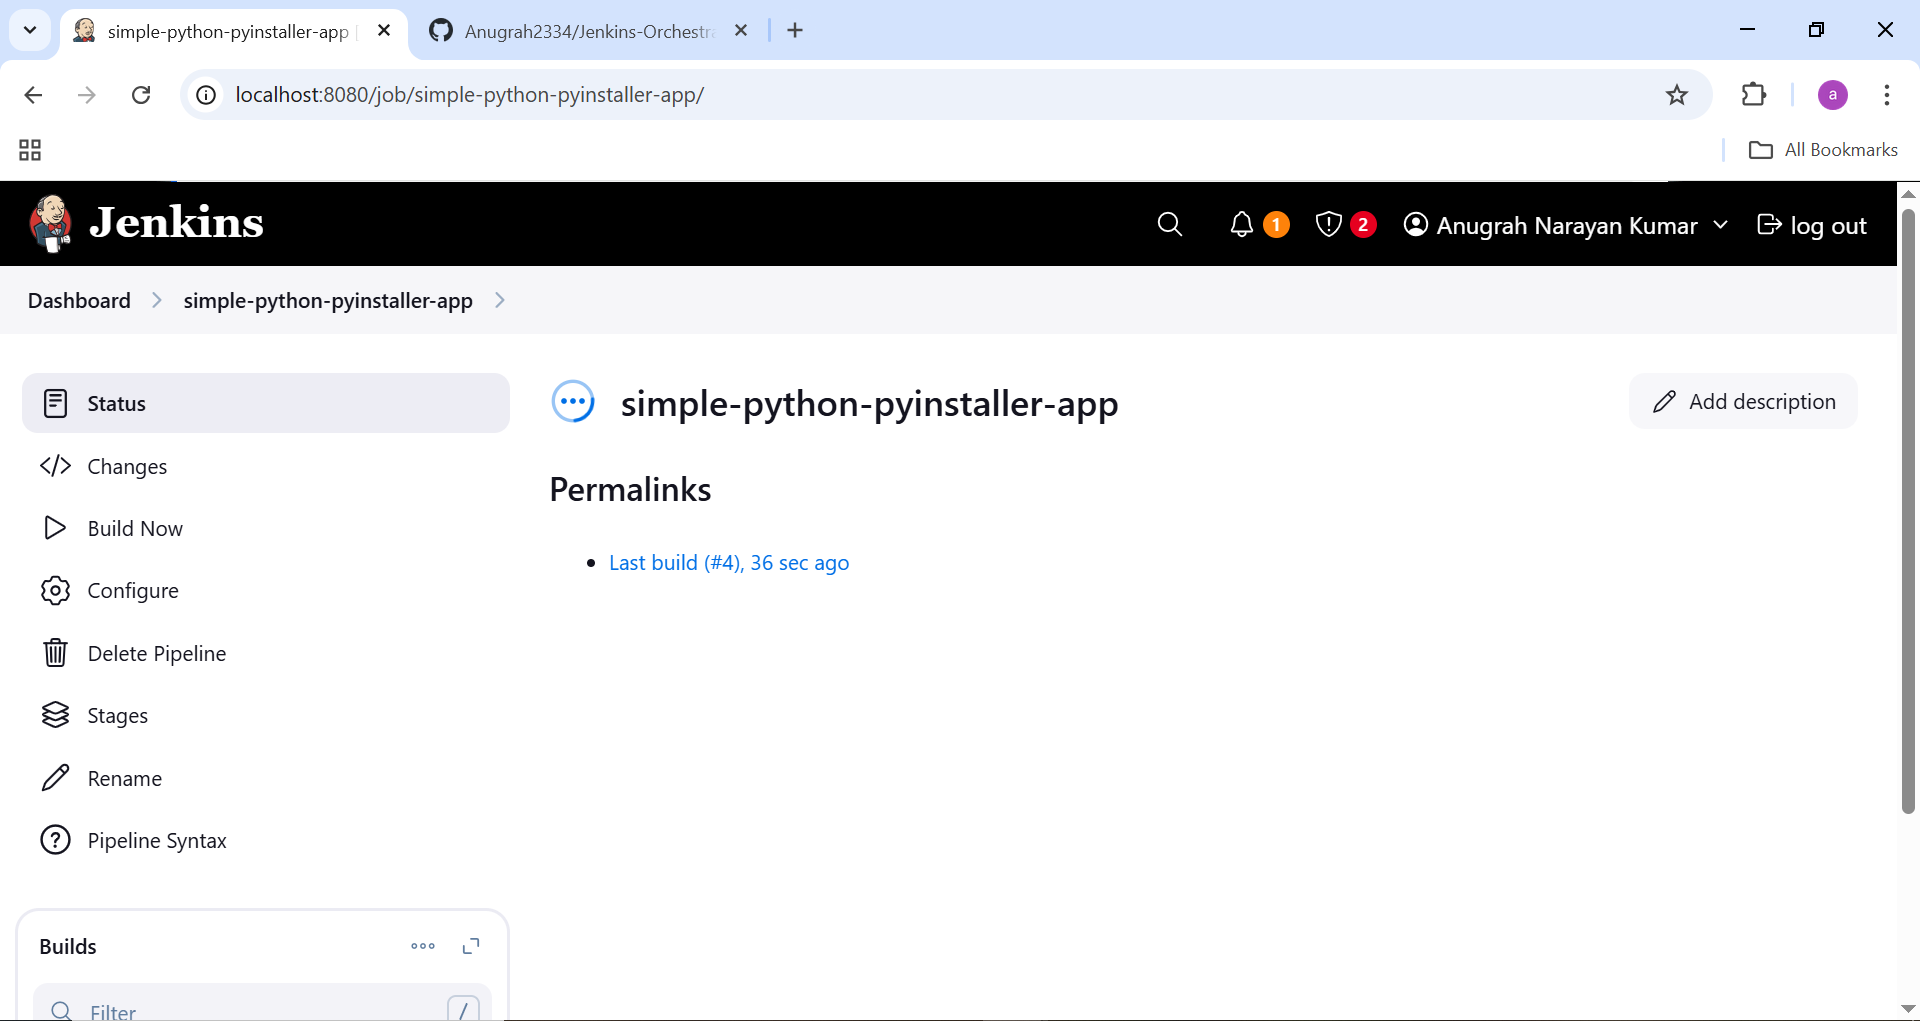 simple-python-pyinstaller-app
Anugrah2334/Jenkins-Orchestra
localhost:8080/job/simple-python-pyinstaller-app/
a
All Bookmarks
Jenkins
1
2
Anugrah Narayan Kumar
log out
Dashboard
simple-python-pyinstaller-app
Status
Changes
Build Now
Configure
Delete Pipeline
Stages
Rename
Pipeline Syntax
Builds
Filter
/
simple-python-pyinstaller-app
Add description
Permalinks
Last build (#4), 36 sec ago